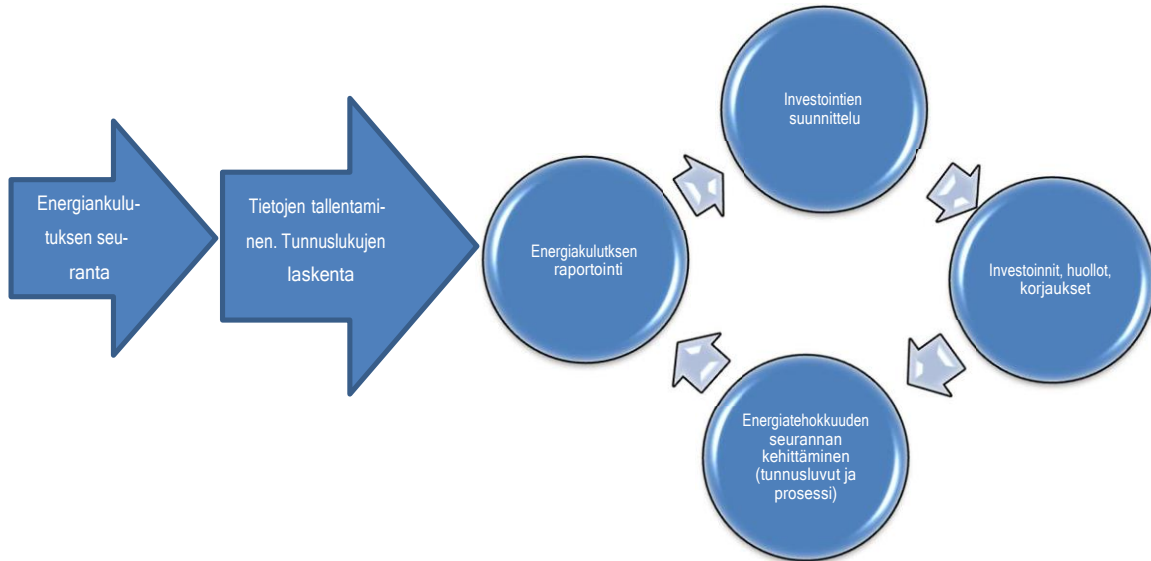 Energiankulu-
tuksen seu-
ranta
Tietojen tallentami-
nen. Tunnuslukujen
laskenta
Energiakulutksen
raportointi
Investointien
suunnittelu
Investoinnit, huollot,
korjaukset
Energiatehokkuuden
seurannan
kehittäminen
(tunnusluvut ja
prosessi)